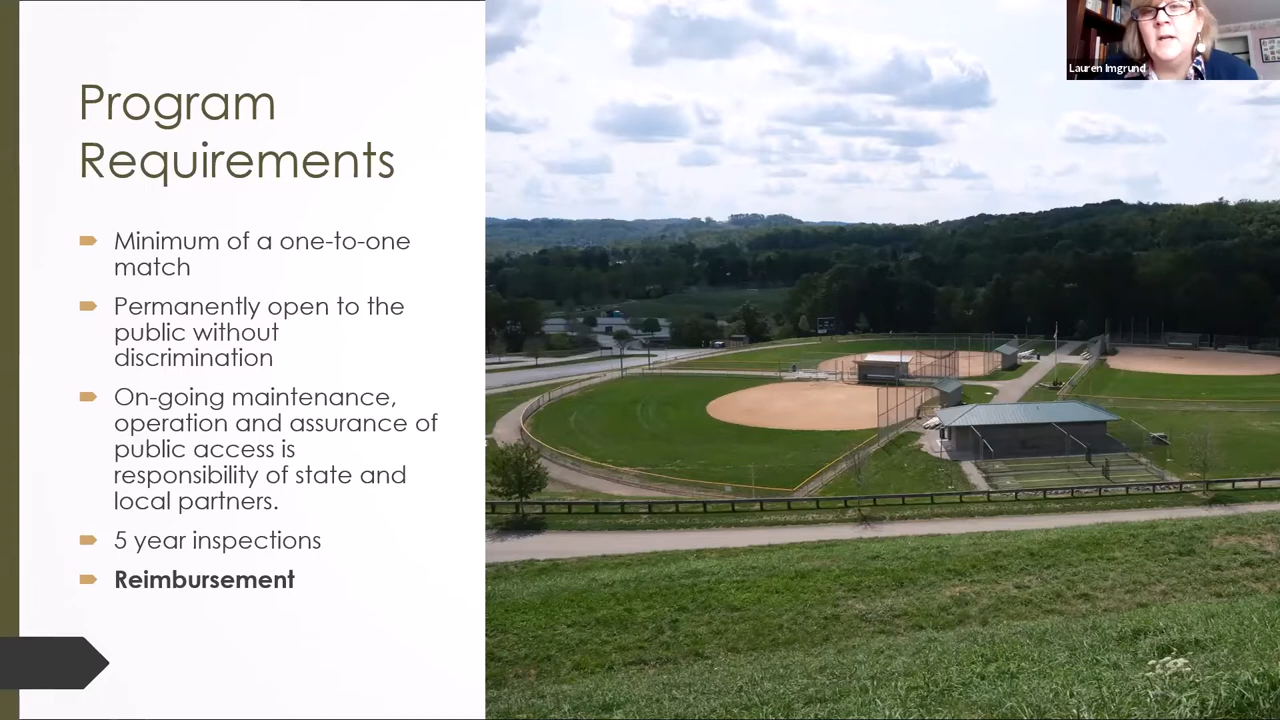 Program
Requirements
Minimum of a one-to-one
match
Permanently open to the
public without
discrimination
On-going maintenance,
operation and assurance of
public access is
responsibility of state and
local partners.
5 year inspections
Reimbursement
Lauren Imgrund